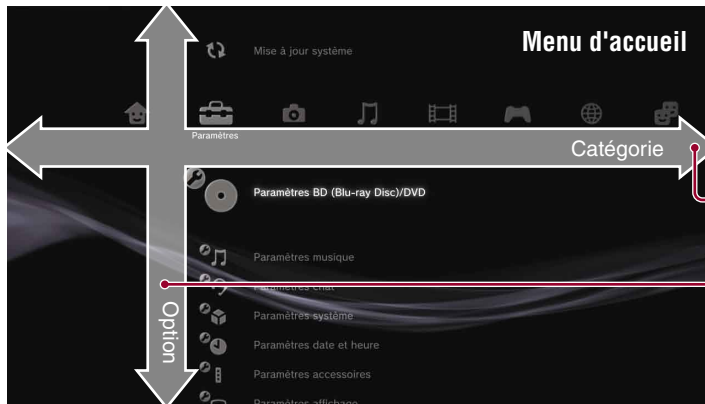 Menu d'accueil
Mise à jour système
Paramètres
Catégorie
Paramètres BD (Blu-ray Disc)/DVD
Paramètres musique
Paramètres chat
Paramètres système
Option
Paramètres date et heure
Paramètres accessoires
Paramètres affichage